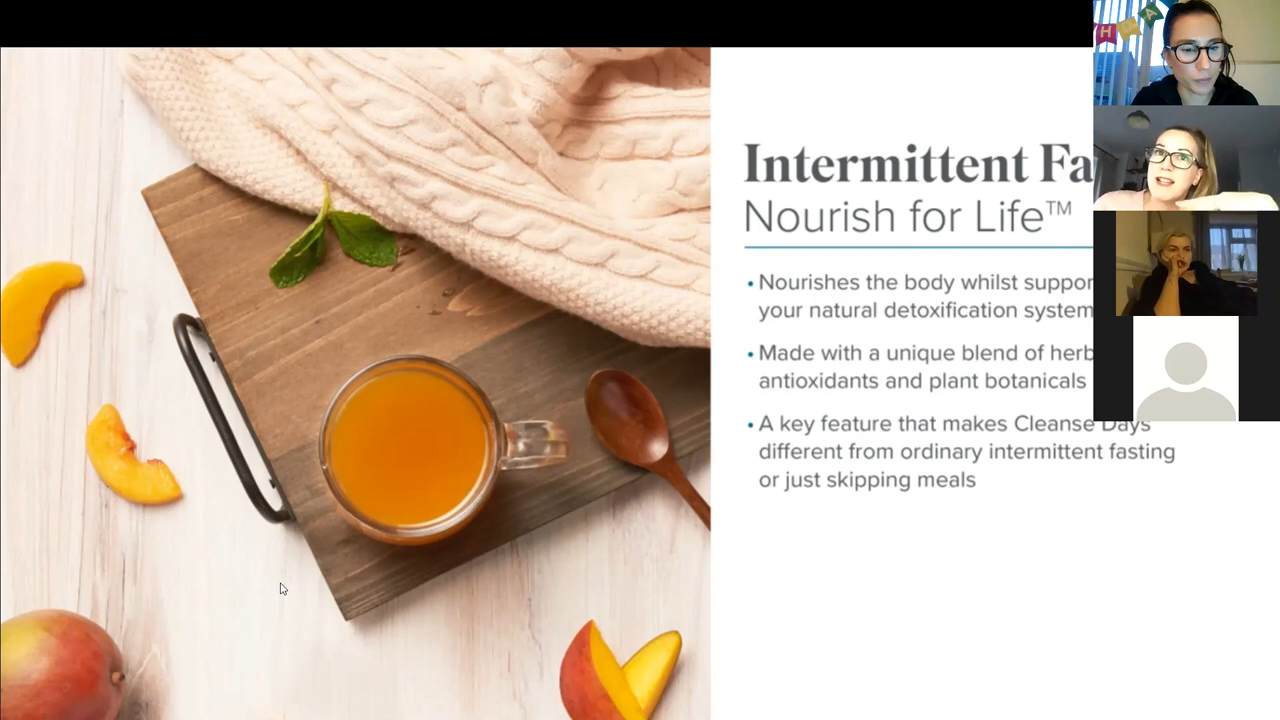 Intermittent Fa
Nourish for Life™
• Nourishes the body whilst suppor
your natural detoxification system
• Made with a unique blend of herb
antioxidants and plant botanicals
• A key feature that makes Cleanse Days
different from ordinary intermittent fasting
or just skipping meals
H
A